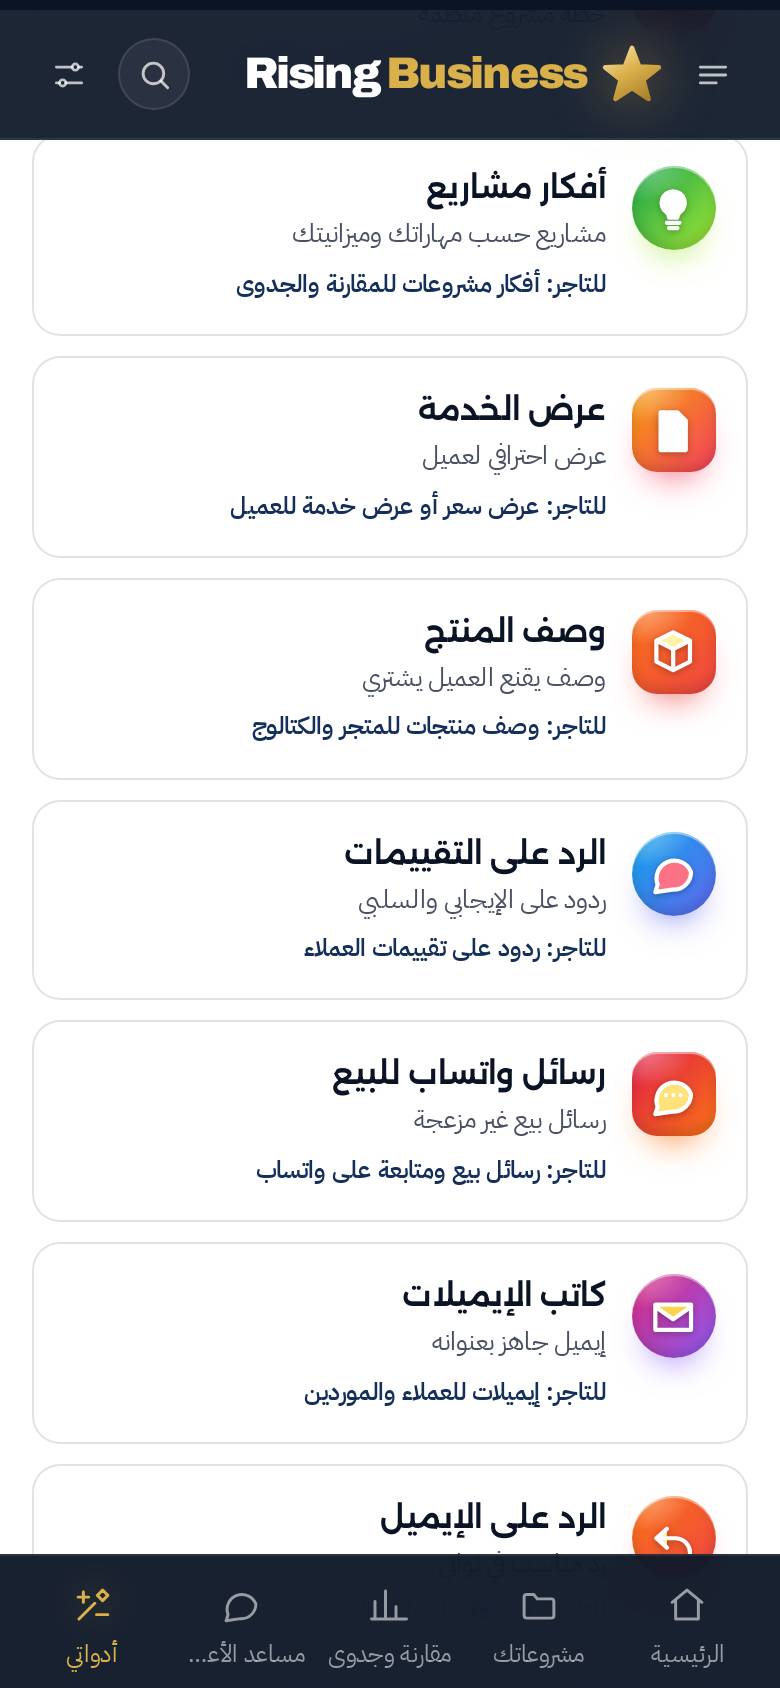 Rising Business
أفكار مشاريع
مشاريع حسب مهاراتك وميزانيتك
للتاجر: أفكار مشروعات للمقارنة والجدوى
عرض الخدمة
عرض احترافي لعميل
للتاجر: عرض سعر أو عرض خدمة للعميل
وصف المنتج
وصف يقنع العميل يشتري
للتاجر: وصف منتجات للمتجر والكتالوج
الرد على التقييمات
ردود على الإيجابي والسلبي
للتاجر: ردود على تقييمات العملاء
رسائل واتساب للبيع
رسائل بيع غير مزعجة
للتاجر: رسائل بيع ومتابعة على واتساب
كاتب الإيميلات
إيميل جاهز بعنوانه
للتاجر: إيميلات للعملاء والموردين
الرد على الإيميل
الرئيسية
مشروعاتك
مقارنة وجدوى
مساعد الأعـ...
أدواتي